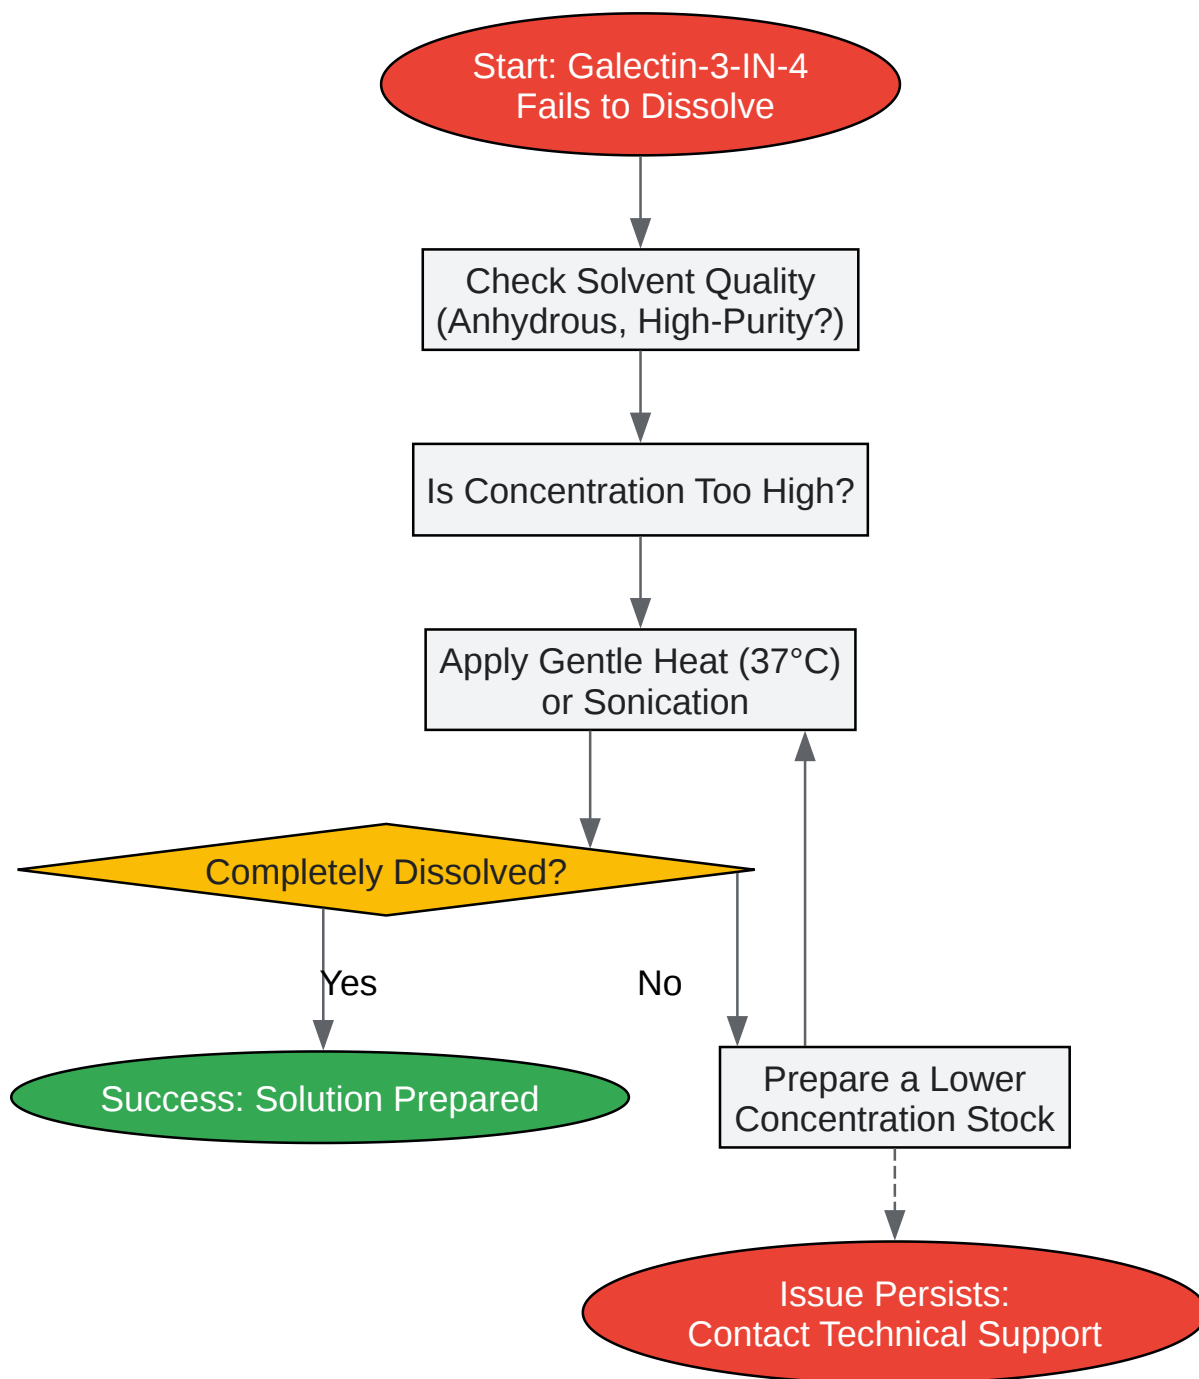 Start: Galectin-3-IN-4
Fails to Dissolve
Check Solvent Quality
(Anhydrous, High-Purity?)
Is Concentration Too High?
Apply Gentle Heat (37°C)
or Sonication
Completely Dissolved?
Yes
No
Success: Solution Prepared
Prepare a Lower
Concentration Stock
Issue Persists:
Contact Technical Support